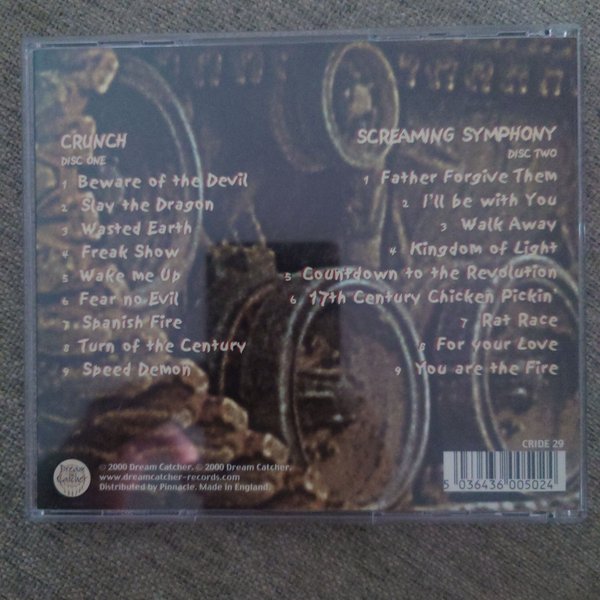 CRUNCH
DISC ONE
1 Beware of the Devil
2 Slay the Dragon
3 Wasted Earth
4 Freak Show
5 Wake me Up
6 Fear no Evil
7 Spanish Fire
8 Turn of the Century
9 Speed Demon
SCREAMING SYMPHONY
DISC TWO
1 Father Forgive Them
2 I'll be with You
3 Walk Away
4 Kingdom of Light
5 Countdown to the Revolution
6 17th Century Chicken Pickin'
7 Rat Race
8 For your Love
9 You are the Fire
Dream
Catcher
℗ 2000 Dream Catcher. © 2000 Dream Catcher.
www.dreamcatcher-records.com
Distributed by Pinnacle. Made in England.
CRIDE 29
5 036436 005024